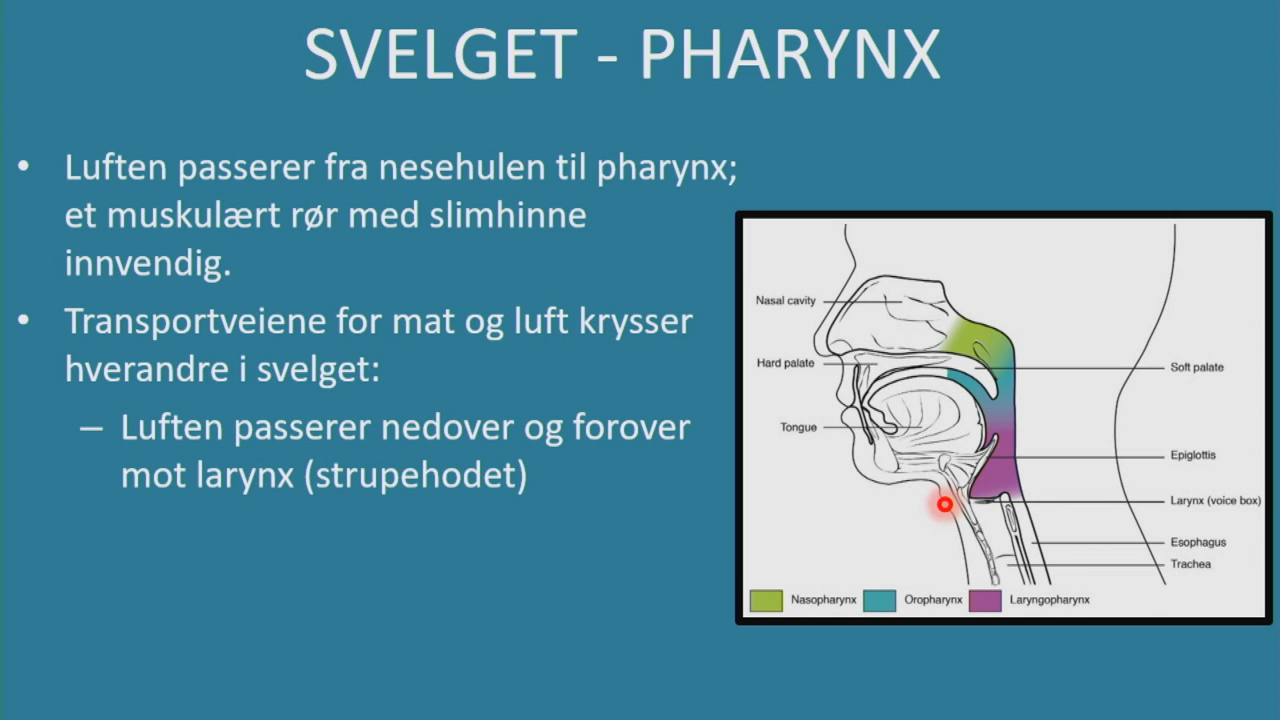 SVELGET - PHARYNX
• Luften passerer fra nesehulen til pharynx;
et muskulært rør med slimhinne
innvendig.
• Transportveiene for mat og luft krysser
hverandre i svelget:
– Luften passerer nedover og forover
mot larynx (strupehodet)
Nasal cavity
Hard palate
Soft palate
Tongue
Epiglottis
Larynx (voice box)
Esophagus
Trachea
Nasopharynx Oropharynx Laryngopharynx